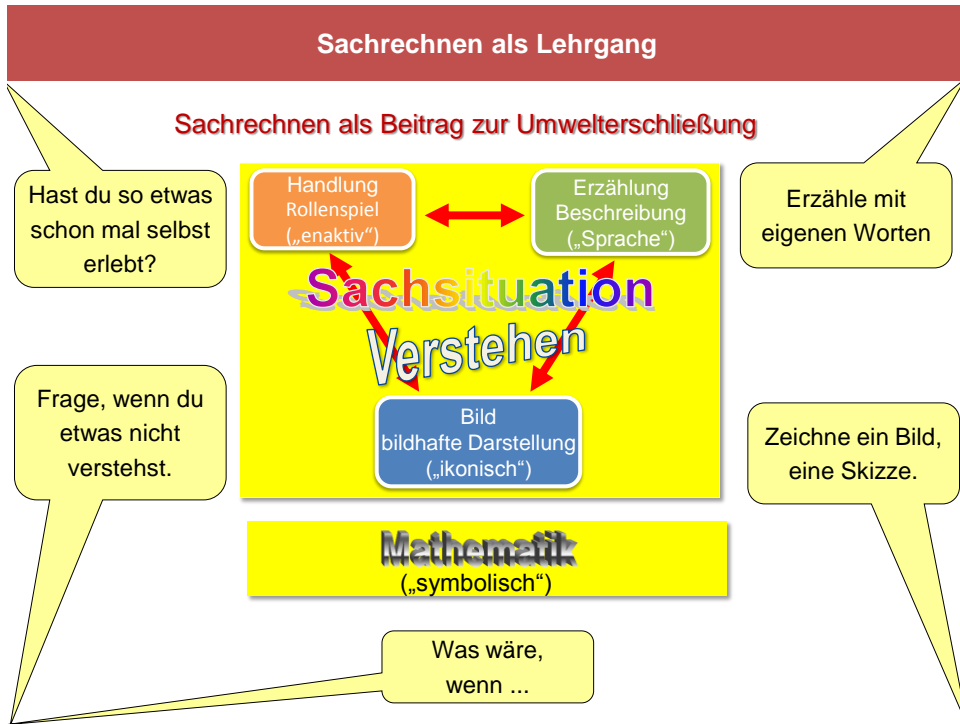 Sachrechnen als Lehrgang
Sachrechnen als Beitrag zur Umwelterschließung
Hast du so etwas
schon mal selbst
erlebt?
Handlung
Rollenspiel
(„enaktiv“)
Erzählung
Beschreibung
(„Sprache“)
Erzähle mit
eigenen Worten
Sachsituation
Verstehen
Frage, wenn du
etwas nicht
verstehst.
Bild
bildhafte Darstellung
(„ikonisch“)
Zeichne ein Bild,
eine Skizze.
Mathematik
(„symbolisch“)
Was wäre,
wenn ...